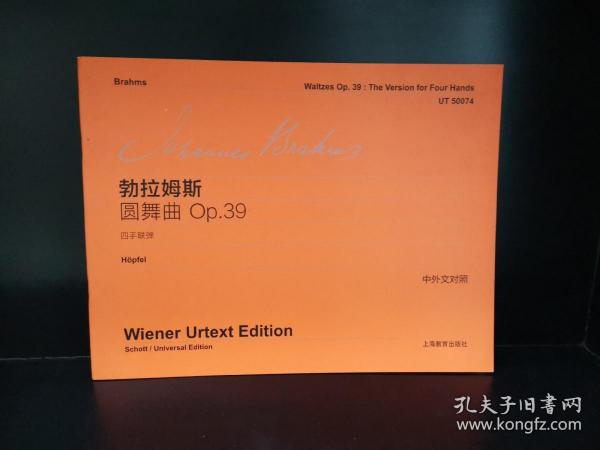 Brahms
Waltzes Op. 39 : The Version for Four Hands
UT 50074
Johannes Brahms
勃拉姆斯
圆舞曲 Op.39
四手联弹
Höpfel
中外文对照
Wiener Urtext Edition
Schott / Universal Edition
上海教育出版社
孔夫子旧书网
www.kongfz.com